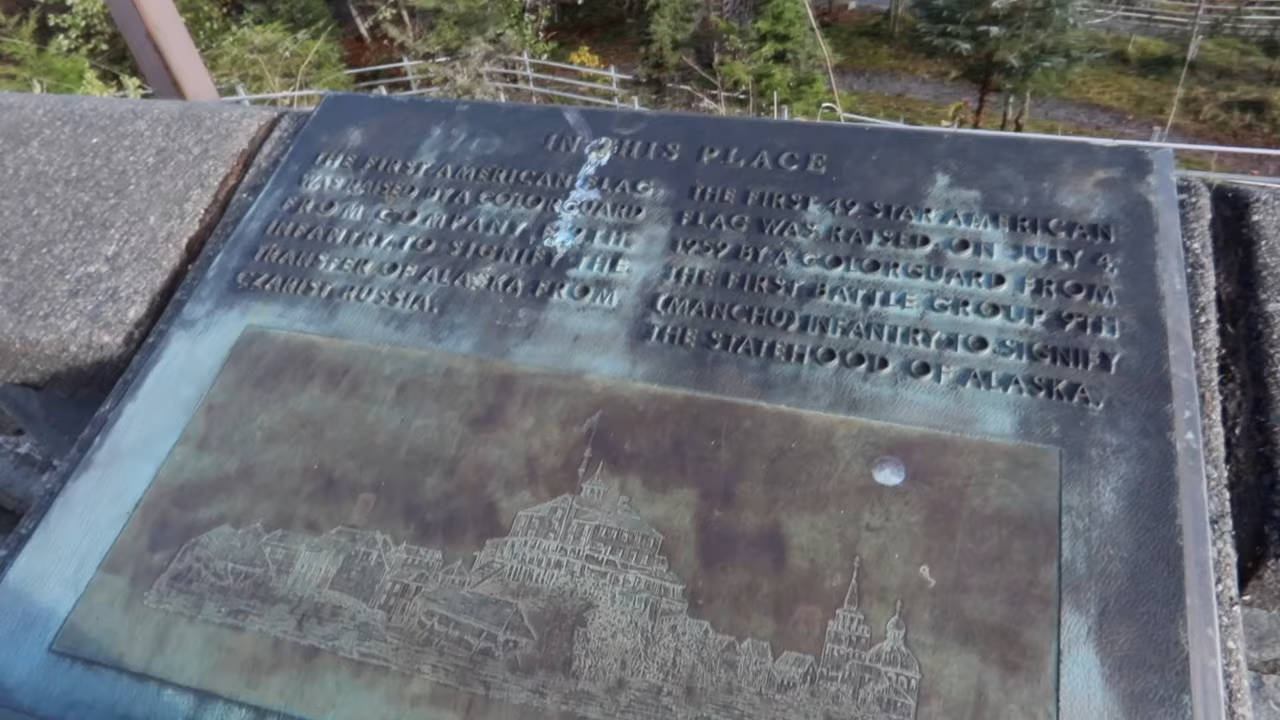 IN THIS PLACE
THE FIRST AMERICAN FLAG
WAS RAISED BY A COLORGUARD
FROM COMPANY, 9TH
INFANTRY TO SIGNIFY THE
TRANSFER OF ALASKA FROM
CZARIST RUSSIA.
THE FIRST 49 STAR AMERICAN
FLAG WAS RAISED ON JULY 4,
1959 BY A COLORGUARD FROM
THE FIRST BATTLE GROUP 9TH
(MANCHU) INFANTRY TO SIGNIFY
THE STATEHOOD OF ALASKA.